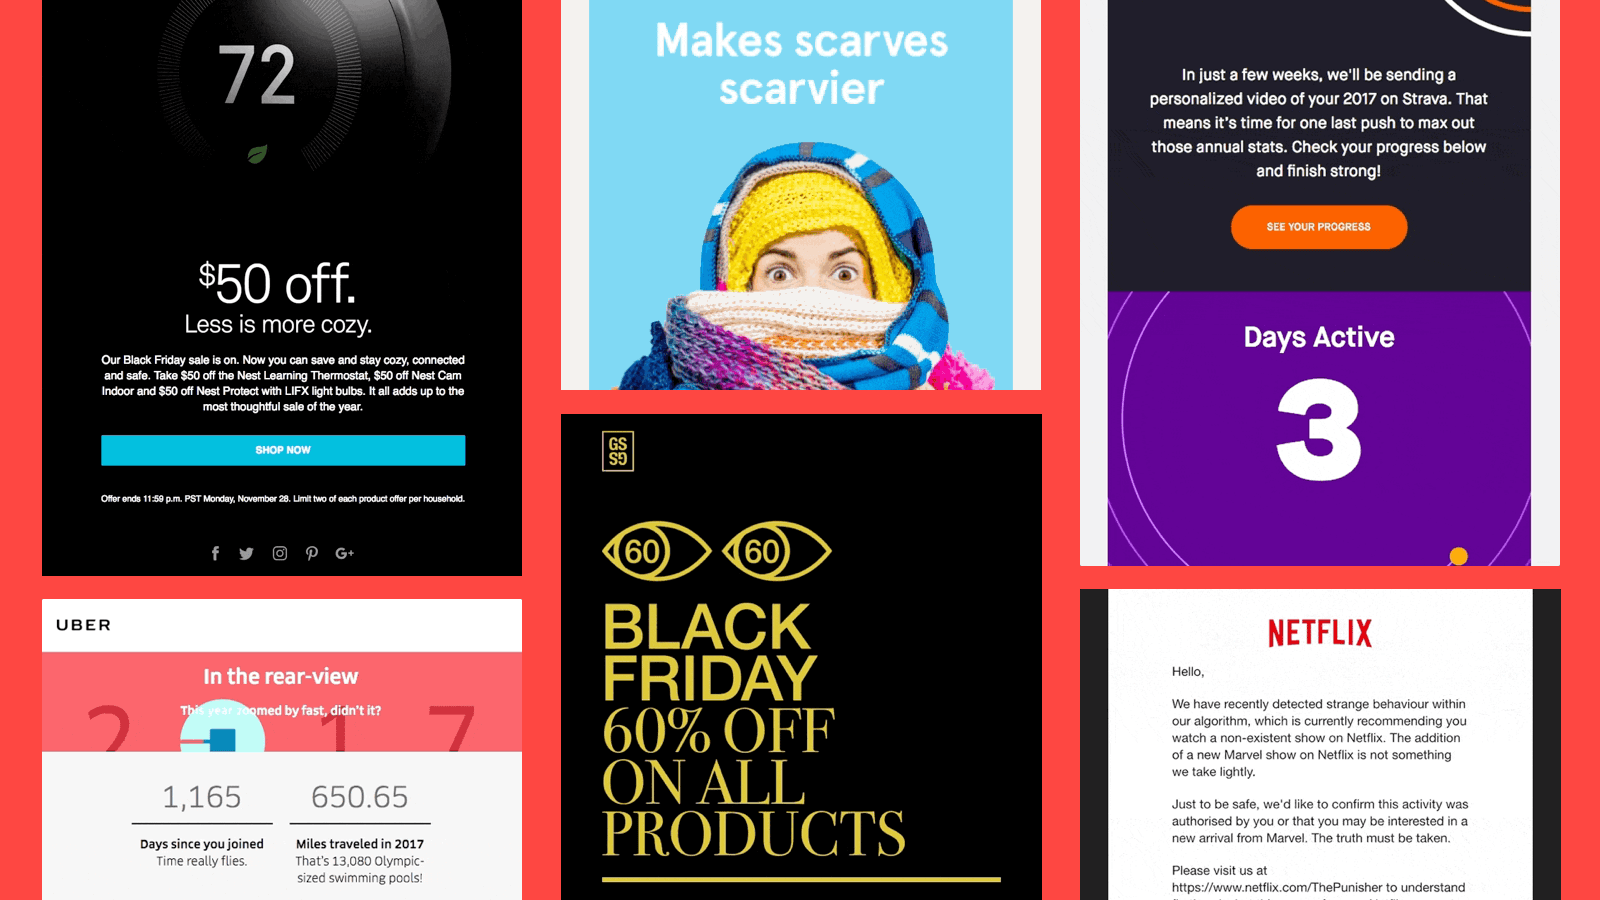 72
$50 off.
Less is more cozy.
Our Black Friday sale is on. Now you can save and stay cozy, connected
and safe. Take $50 off the Nest Learning Thermostat, $50 off Nest Cam
Indoor and $50 off Nest Protect with LIFX light bulbs. It all adds up to the
most thoughtful sale of the year.
SHOP NOW
Offer ends 11:59 p.m. PST Monday, November 28. Limit two of each product offer per household.
G+
UBER
In the rear-view
This year zoomed by fast, didn't it?
2 1 7
1,165
Days since you joined
Time really flies.
650.65
Miles traveled in 2017
That's 13,080 Olympic-
sized swimming pools!
Makes scarves
scarvier
GS
SG
60 60
BLACK
FRIDAY
60% OFF
ON ALL
PRODUCTS
In just a few weeks, we'll be sending a
personalized video of your 2017 on Strava. That
means it's time for one last push to max out
those annual stats. Check your progress below
and finish strong!
SEE YOUR PROGRESS
Days Active
3
NETFLIX
Hello,
We have recently detected strange behaviour within
our algorithm, which is currently recommending you
watch a non-existent show on Netflix. The addition
of a new Marvel show on Netflix is not something
we take lightly.
Just to be safe, we'd like to confirm this activity was
authorised by you or that you may be interested in a
new arrival from Marvel. The truth must be taken.
Please visit us at
https://www.netflix.com/ThePunisher to understand